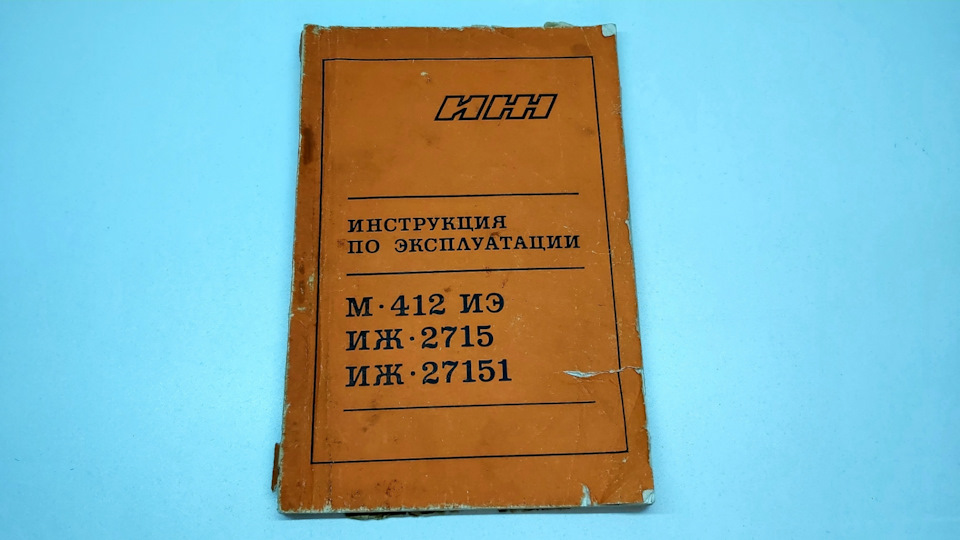 ИЖ
ИНСТРУКЦИЯ
ПО ЭКСПЛУАТАЦИИ
М·412 ИЭ
ИЖ·2715
ИЖ·27151